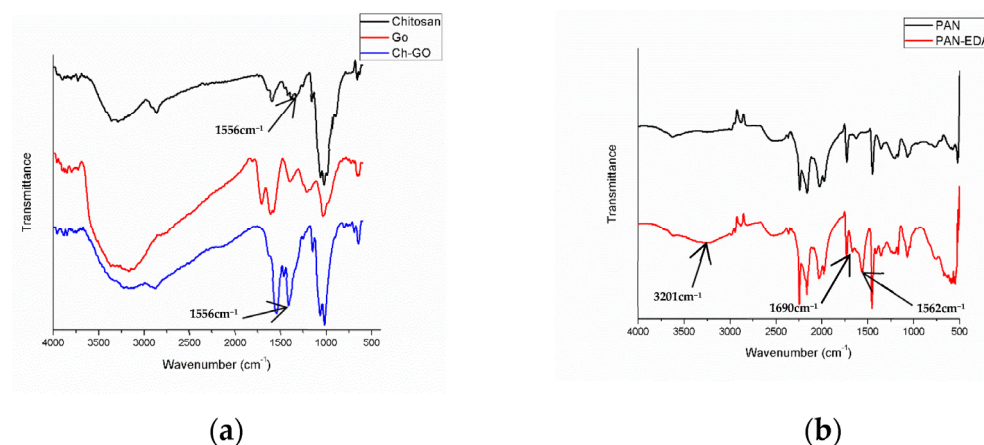 Chitosan
Go
Ch-GO
1556cm⁻¹
1556cm⁻¹
Transmittance
4000 3500 3000 2500 2000 1500 1000 500
Wavenumber (cm⁻¹)
(a)
PAN
PAN-EDA
3201cm⁻¹
1690cm⁻¹
1562cm⁻¹
Transmittance
4000 3500 3000 2500 2000 1500 1000 500
Wavenumber (cm⁻¹)
(b)